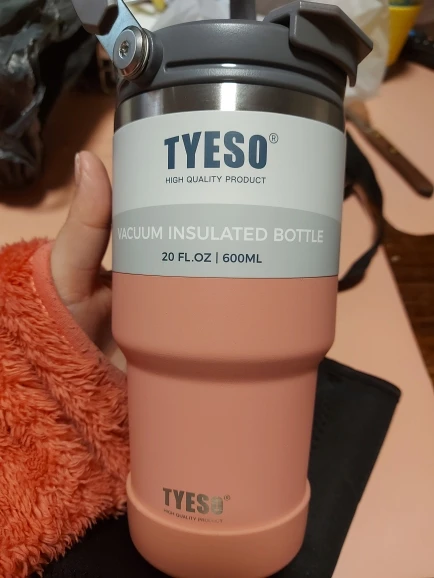 TYESO®
HIGH QUALITY PRODUCT
VACUUM INSULATED BOTTLE
20 FL.OZ | 600ML
TYESO®
HIGH QUALITY PRODUCT